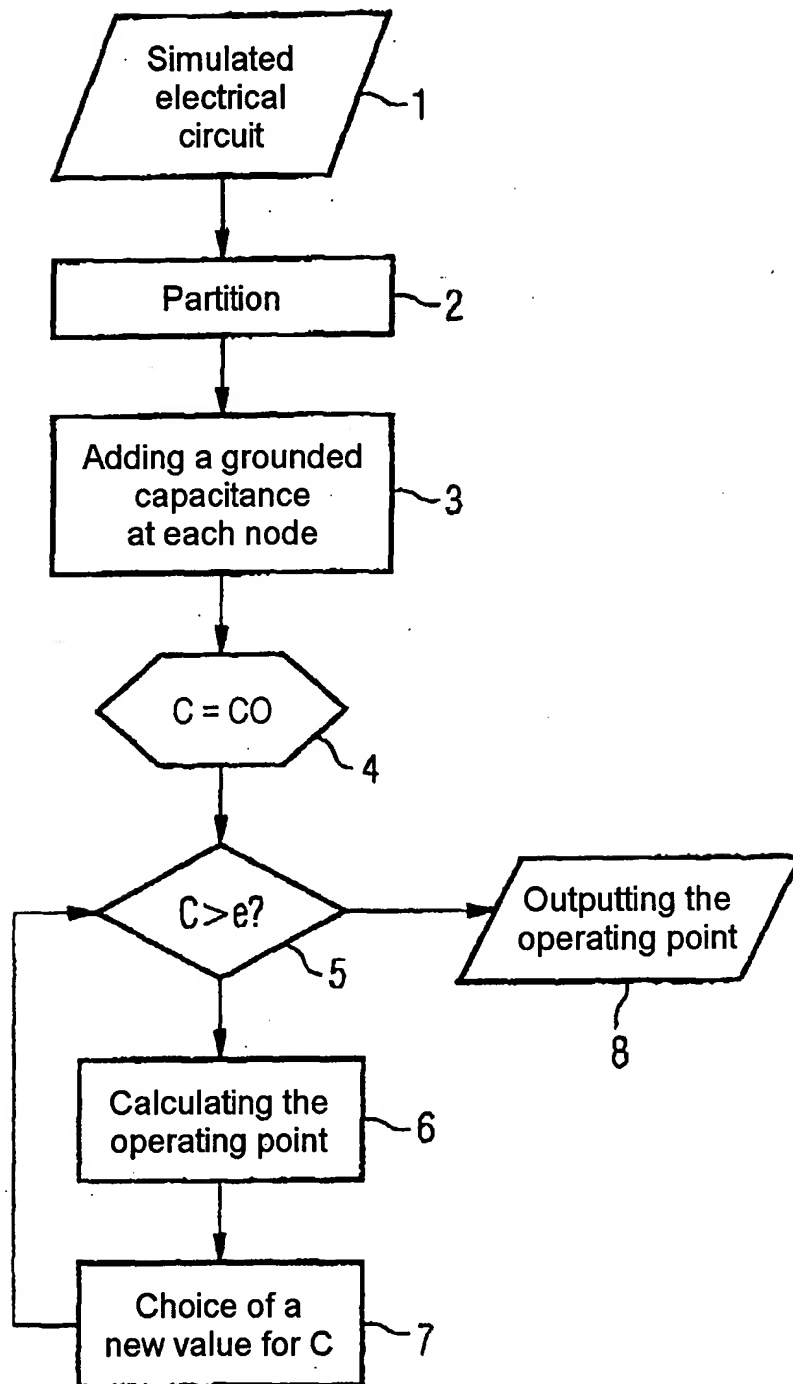 Simulated
electrical
circuit
1
Partition
2
Adding a grounded
capacitance
at each node
3
C = CO
4
C>e?
5
Outputting the
operating point
8
Calculating the
operating point
6
Choice of a
new value for C
7